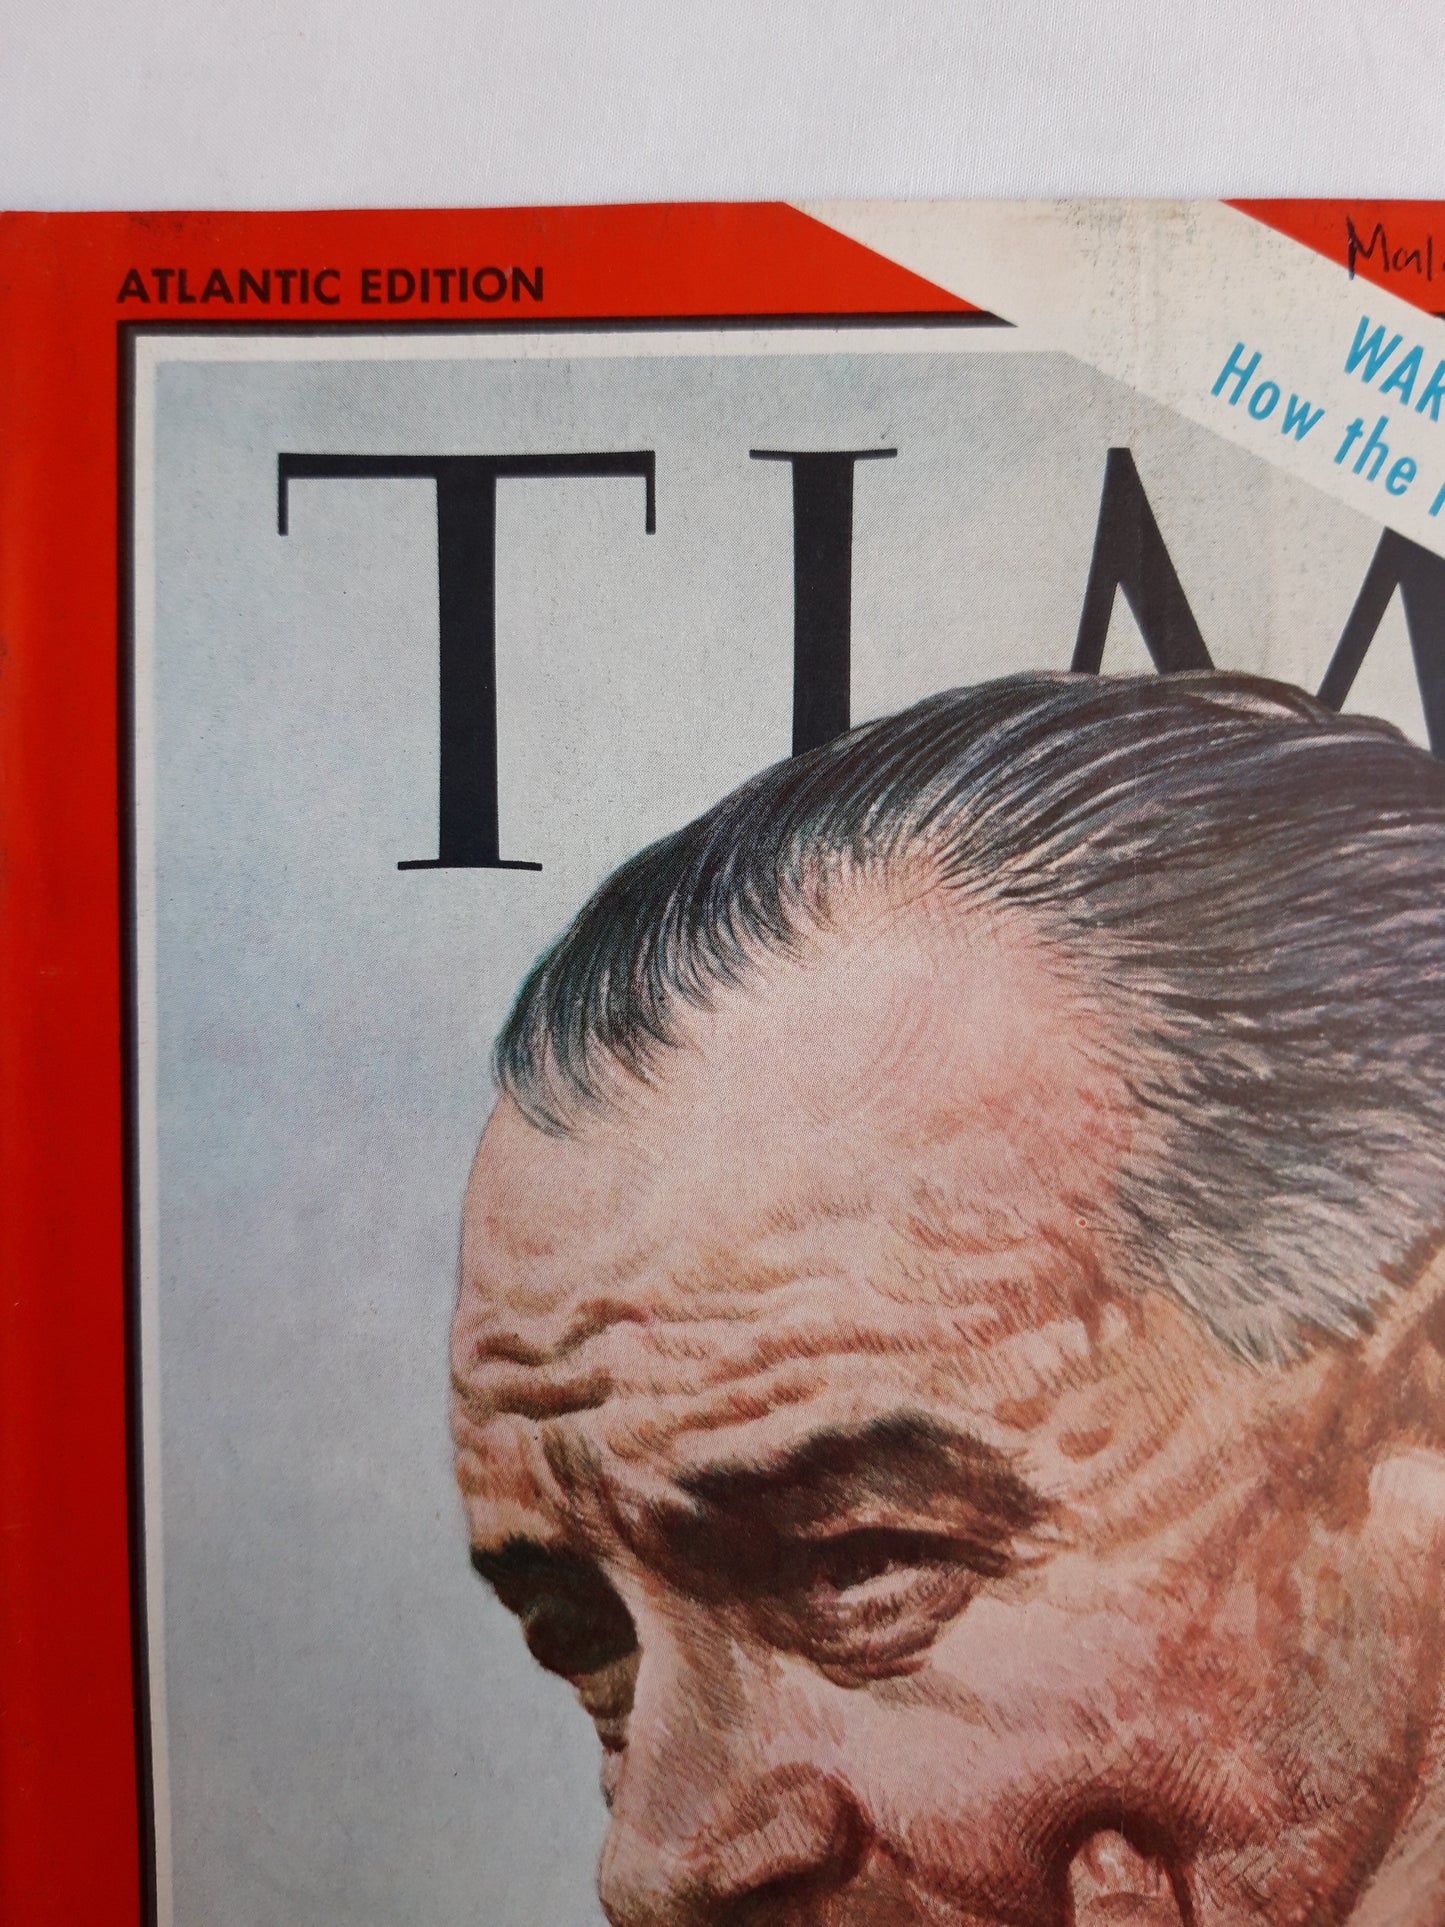 ATLANTIC EDITION
WAR
How the
TIM